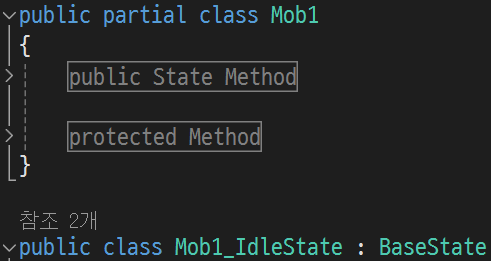 public partial class Mob1
{
public State Method
protected Method
}
참조 2개
public class Mob1_IdleState : BaseState